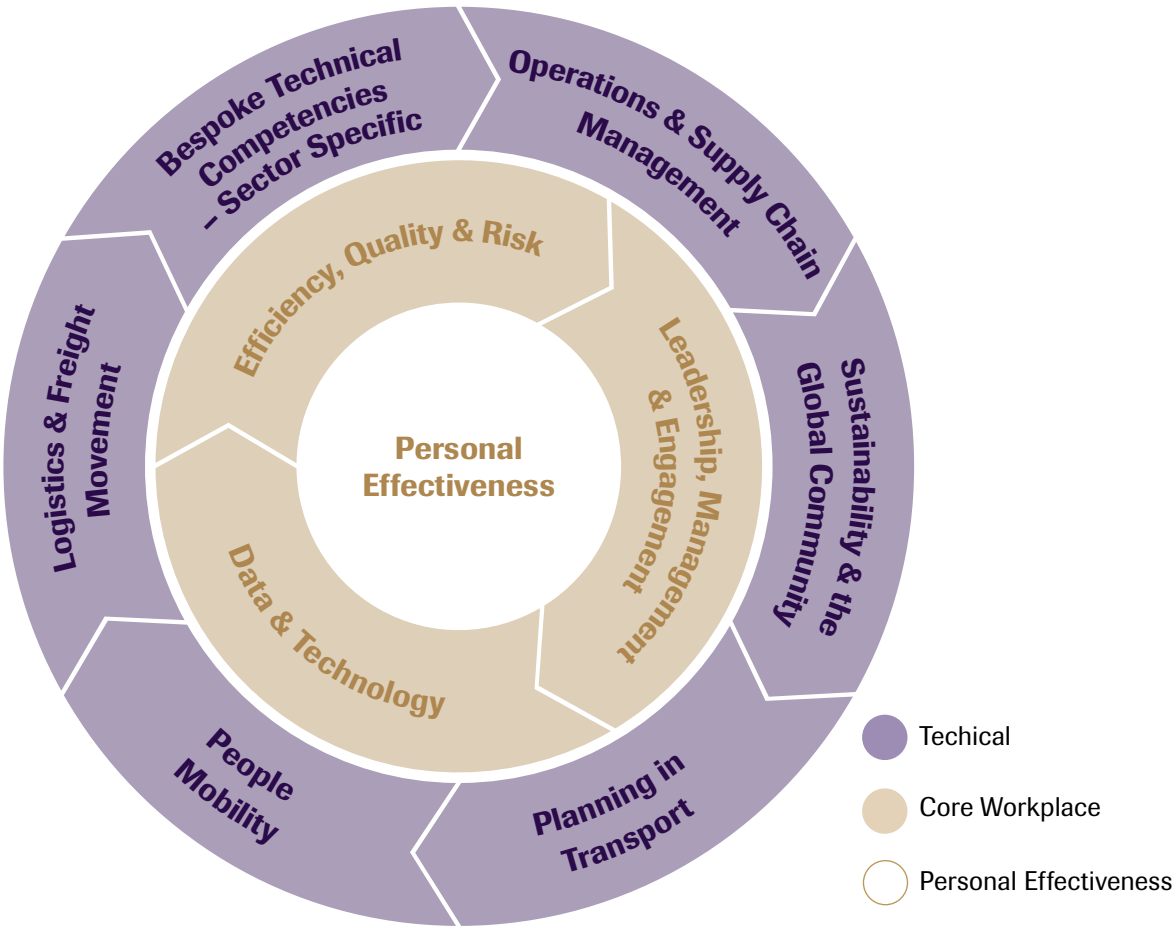 Bespoke Technical
Competencies
– Sector Specific
Operations & Supply Chain
Management
Sustainability & the
Global Community
Planning in
Transport
People
Mobility
Logistics & Freight
Movement
Efficiency, Quality & Risk
Leadership, Management
& Engagement
Data & Technology
Personal
Effectiveness
Techical
Core Workplace
Personal Effectiveness